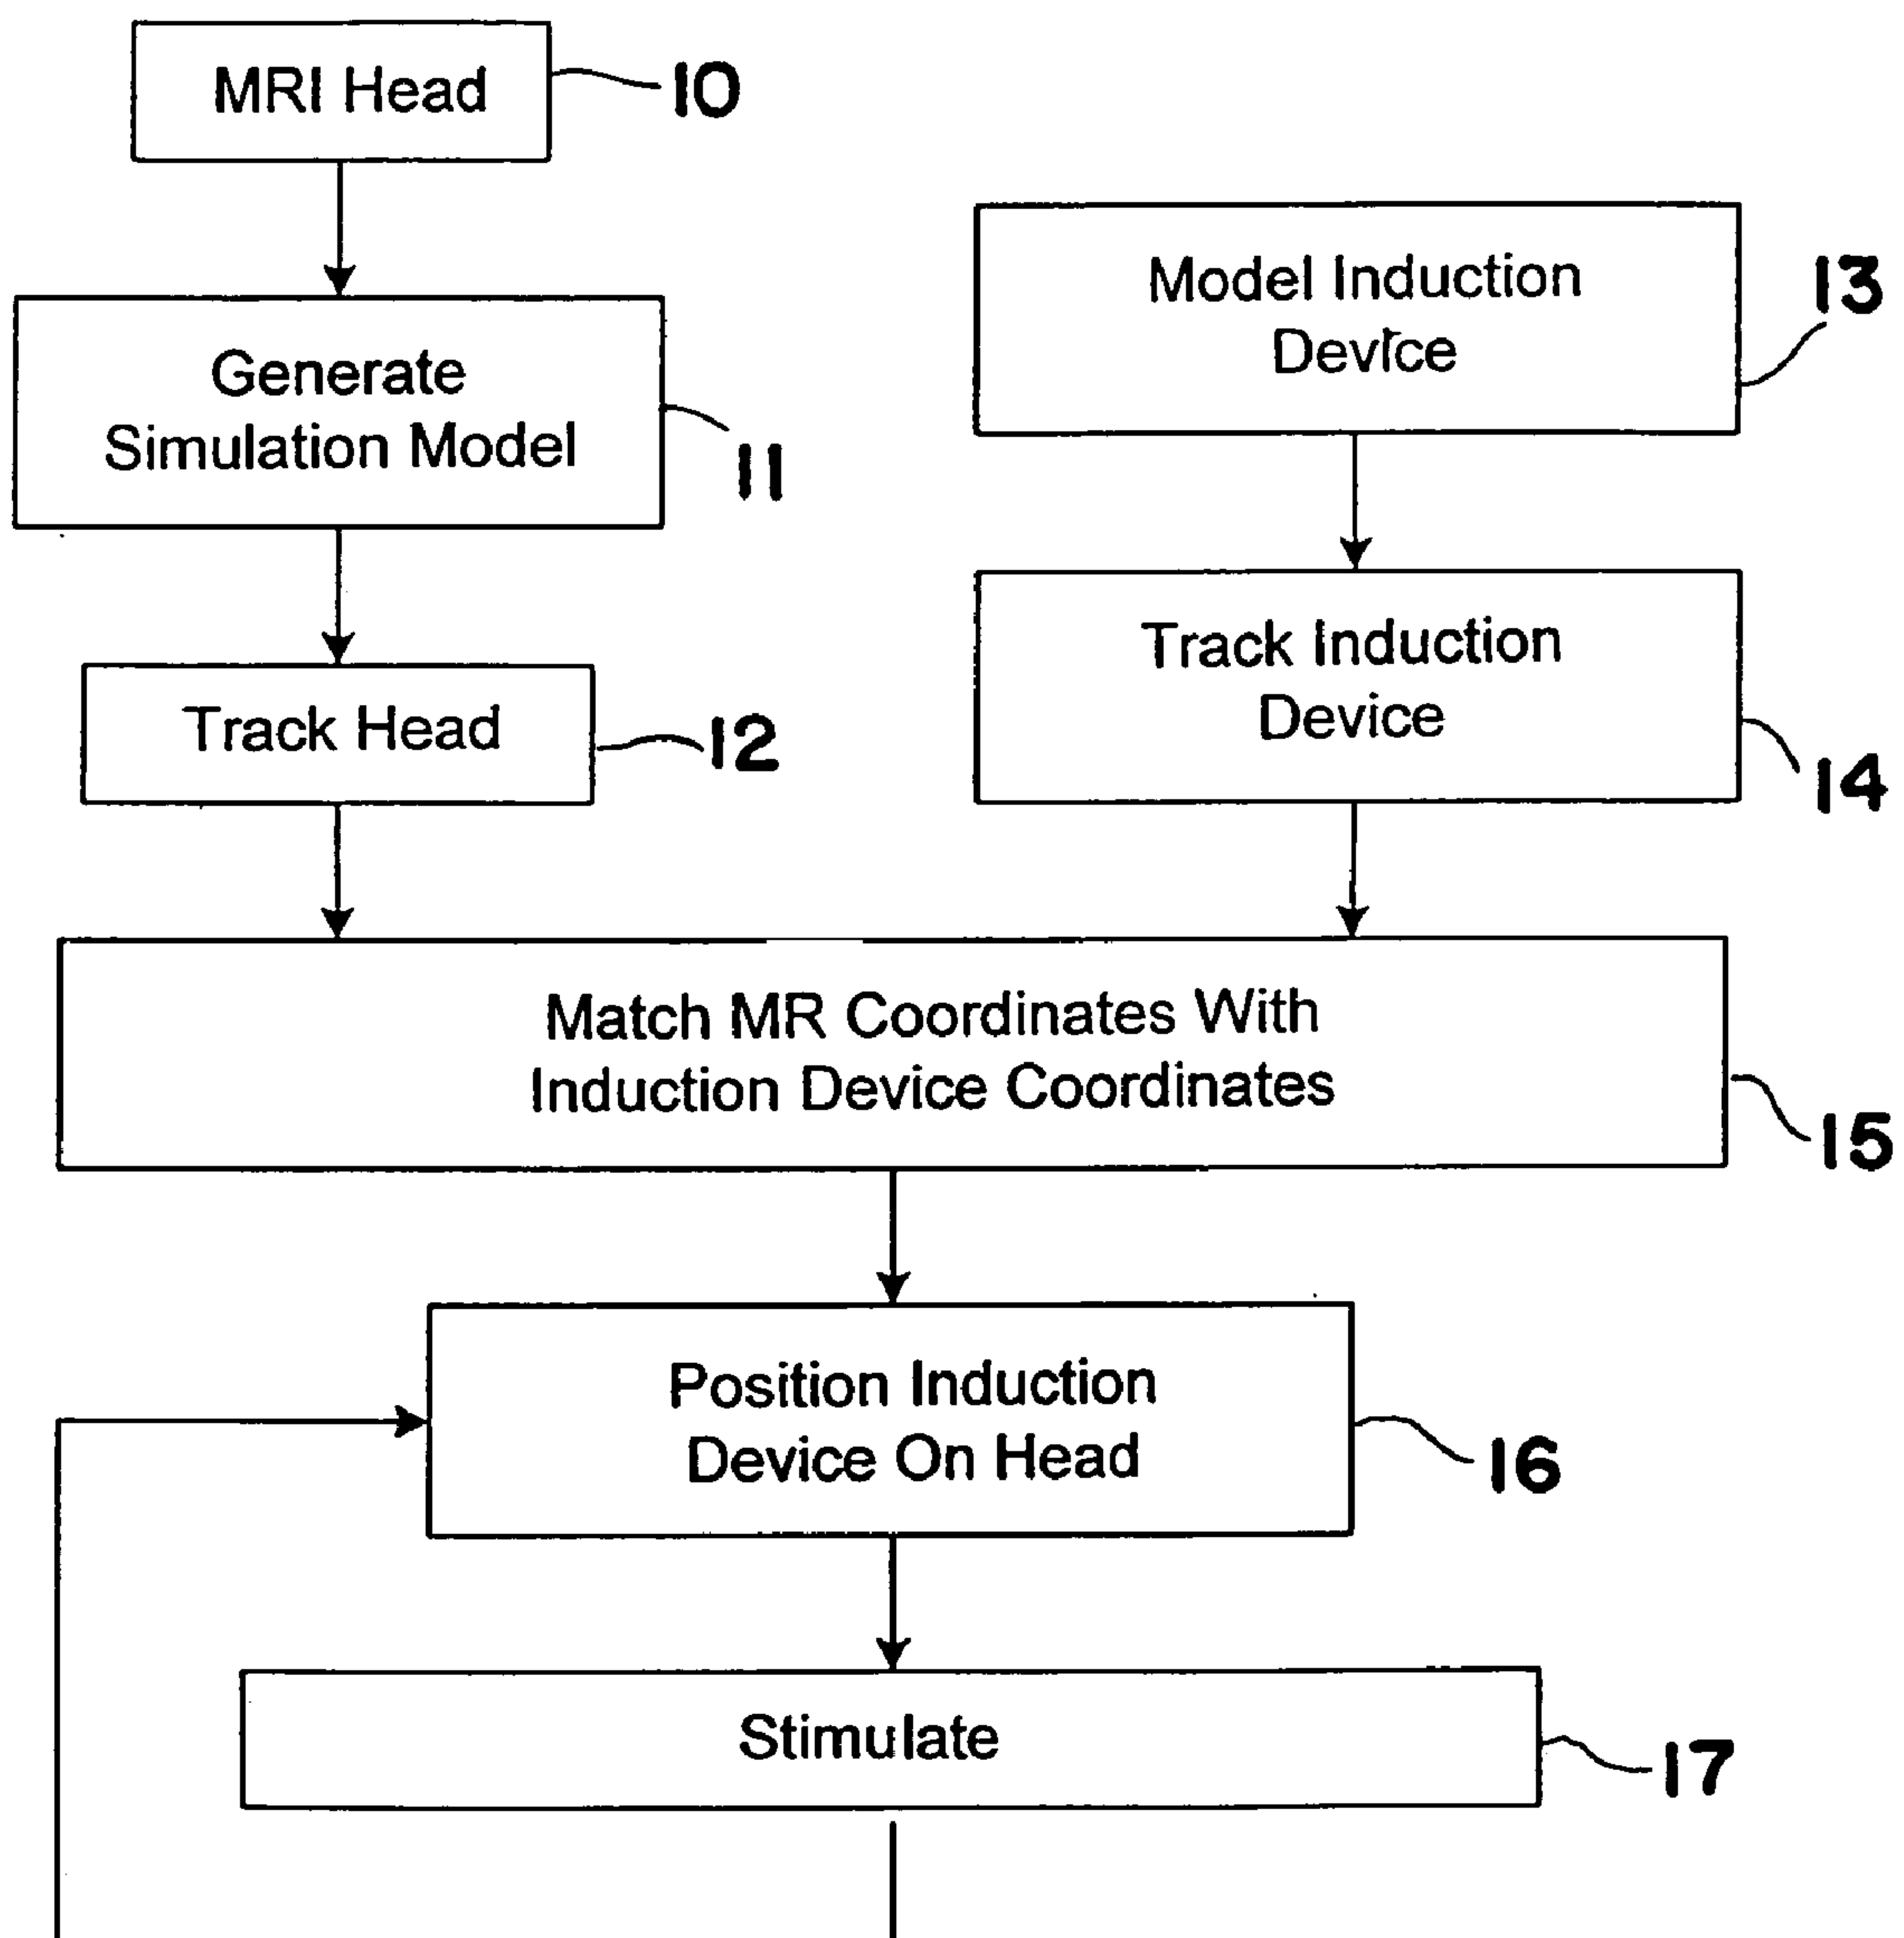 MRI Head
10
Generate
Simulation Model
11
Track Head
12
Model Induction
Device
13
Track Induction
Device
14
Match MR Coordinates With
Induction Device Coordinates
15
Position Induction
Device On Head
16
Stimulate
17